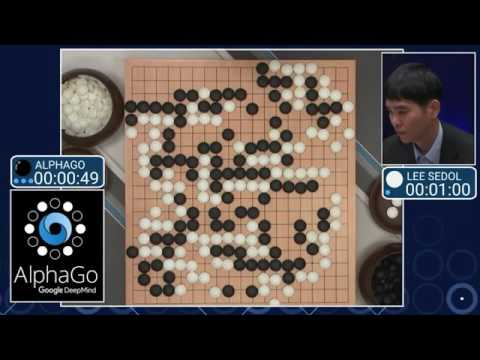 ALPHAGO
00:00:49
LEE SEDOL
00:01:00
AlphaGo
Google DeepMind